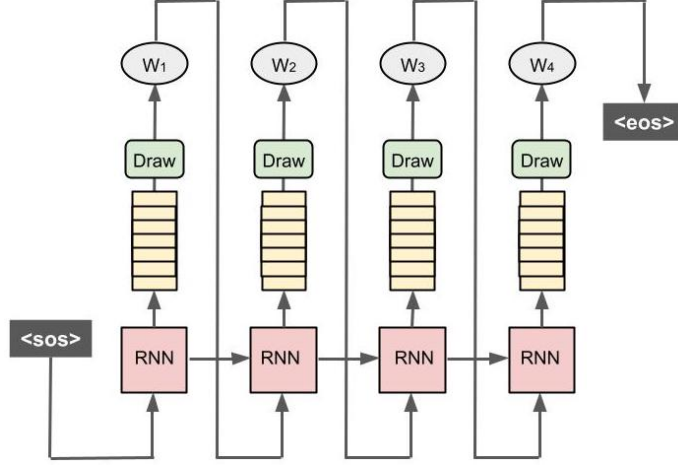 W1 W2 W3 W4
<eos>
Draw Draw Draw Draw
<sos>
RNN RNN RNN RNN